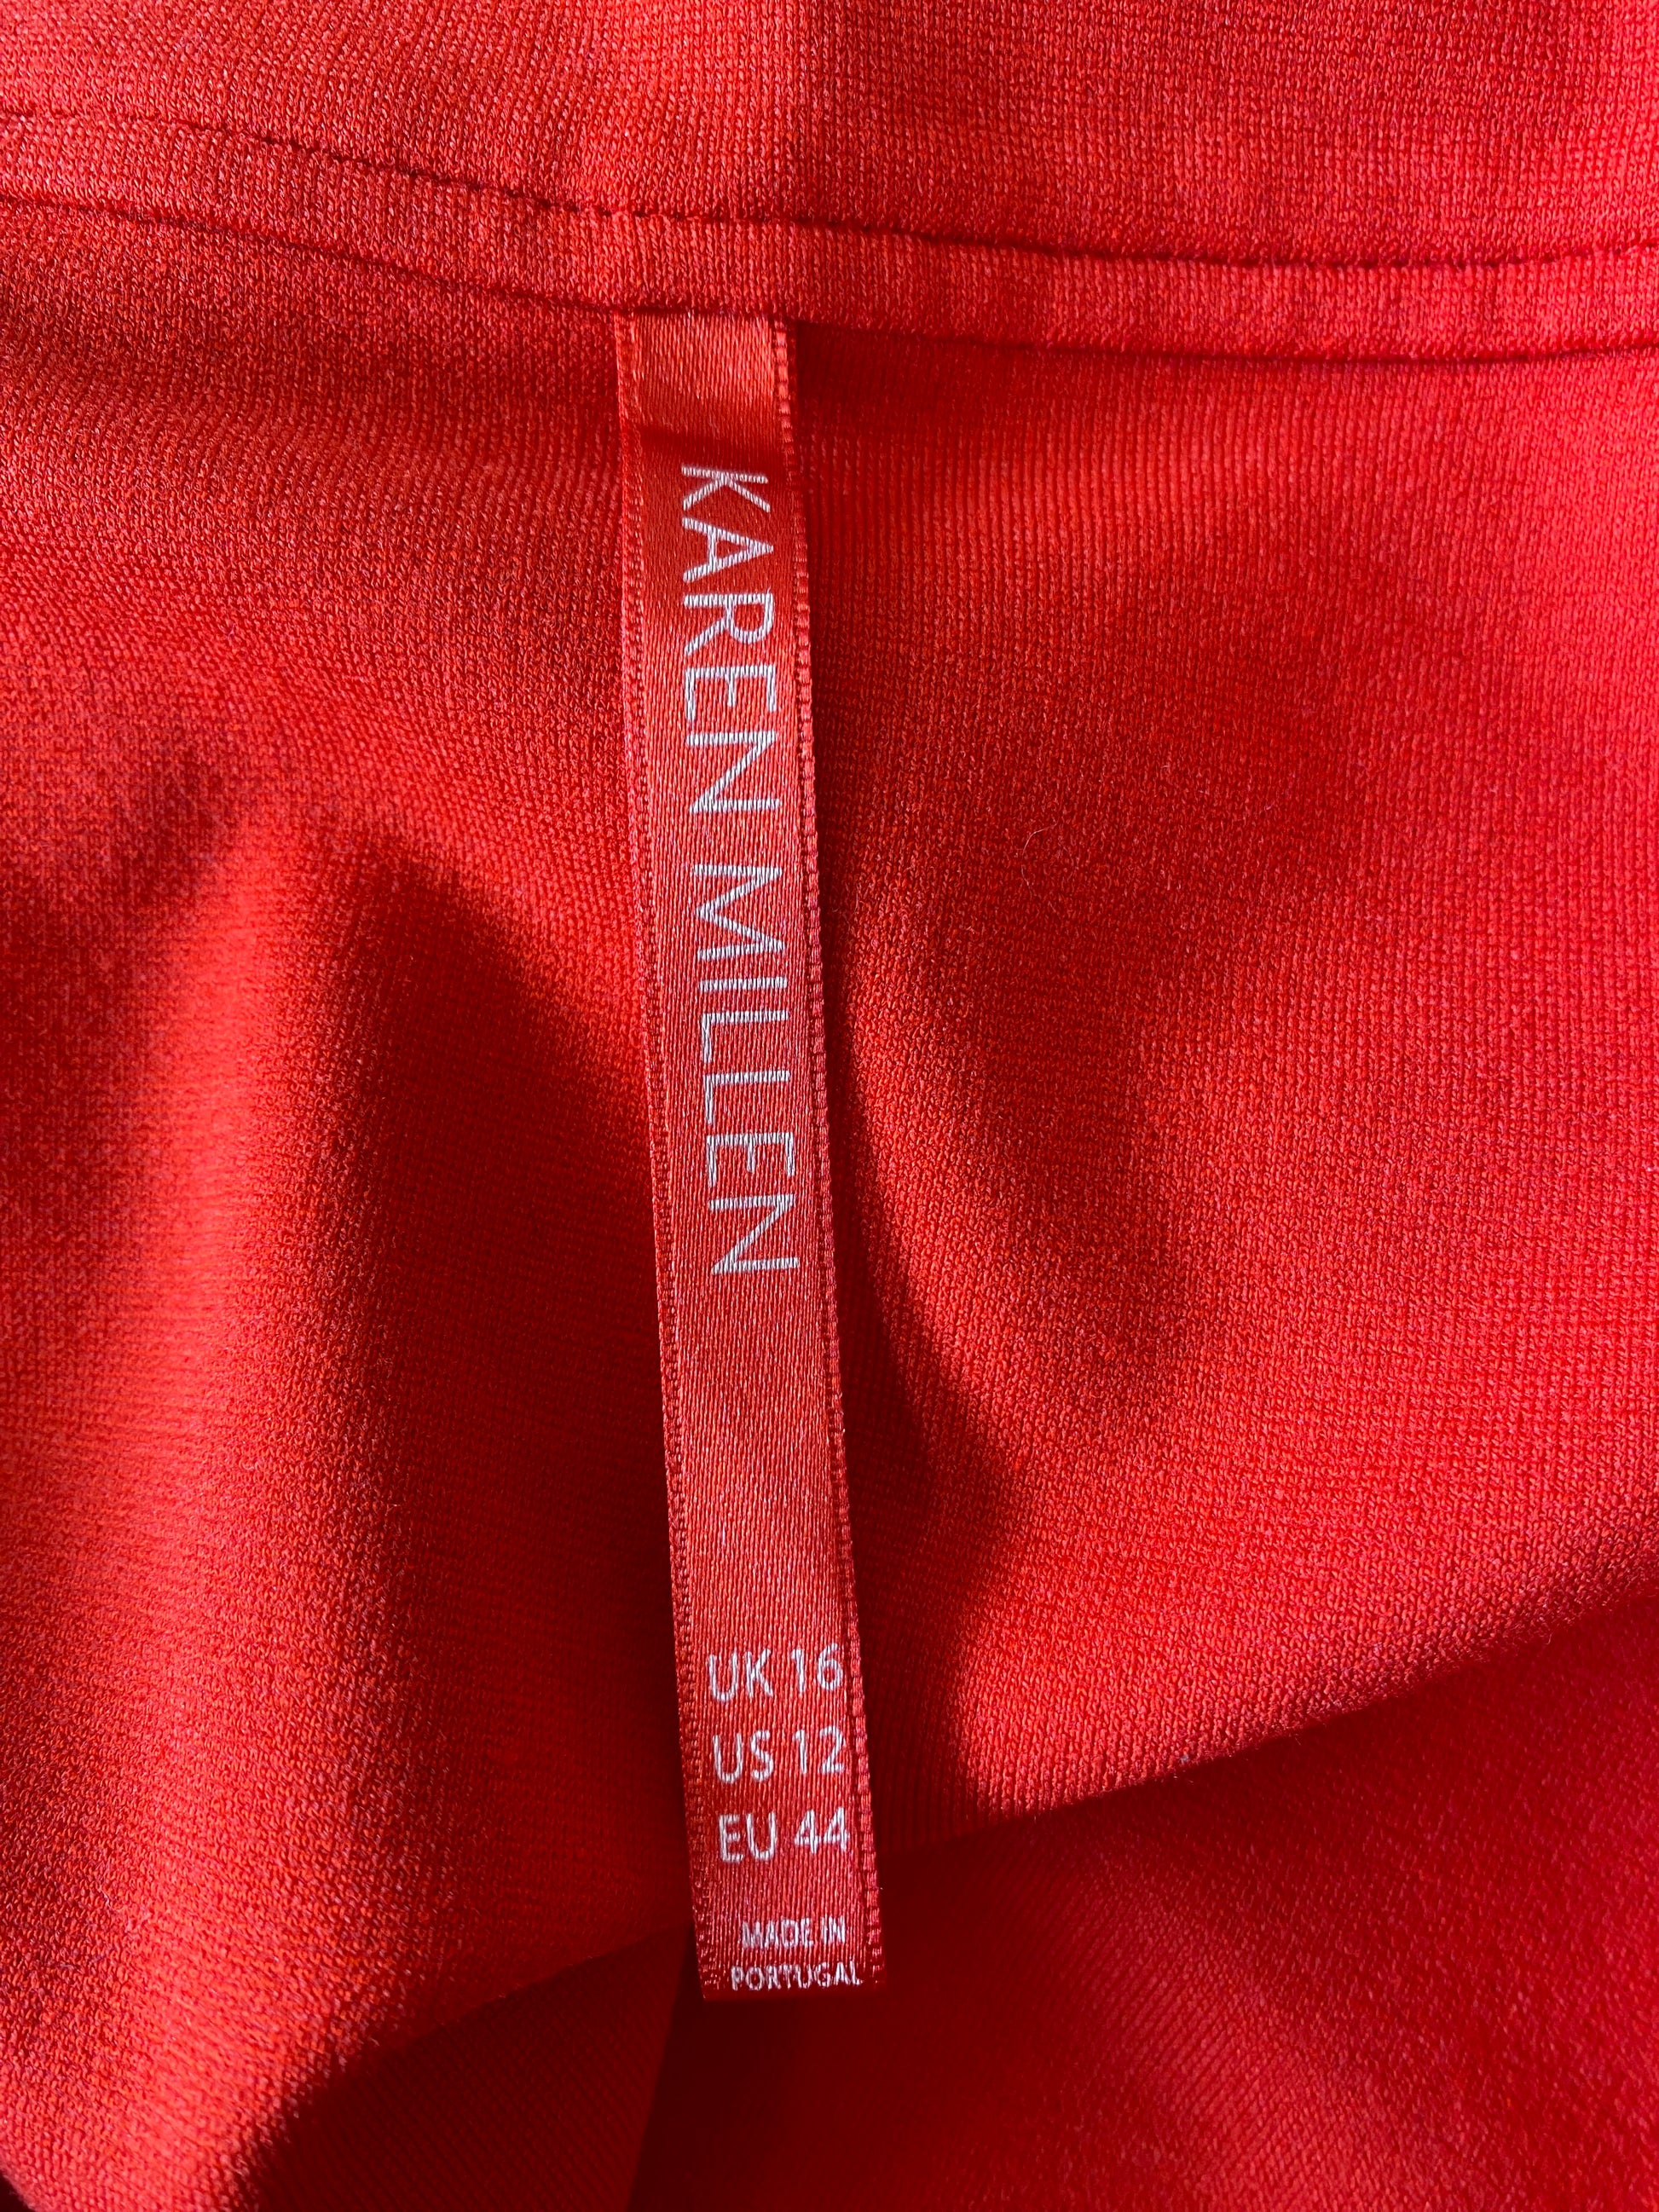 KAREN MILLEN
UK 16
US 12
EU 44
MADE IN
PORTUGAL